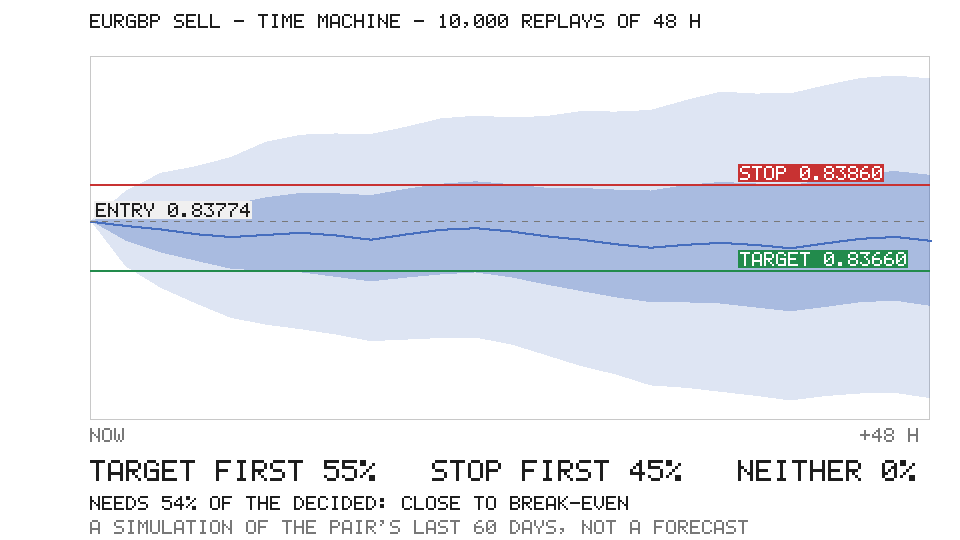 EURGBP SELL - TIME MACHINE - 10,000 REPLAYS OF 48 H
STOP 0.83860
ENTRY 0.83774
TARGET 0.83660
NOW +48 H
TARGET FIRST 55% STOP FIRST 45% NEITHER 0%
NEEDS 54% OF THE DECIDED: CLOSE TO BREAK-EVEN
A SIMULATION OF THE PAIR'S LAST 60 DAYS, NOT A FORECAST